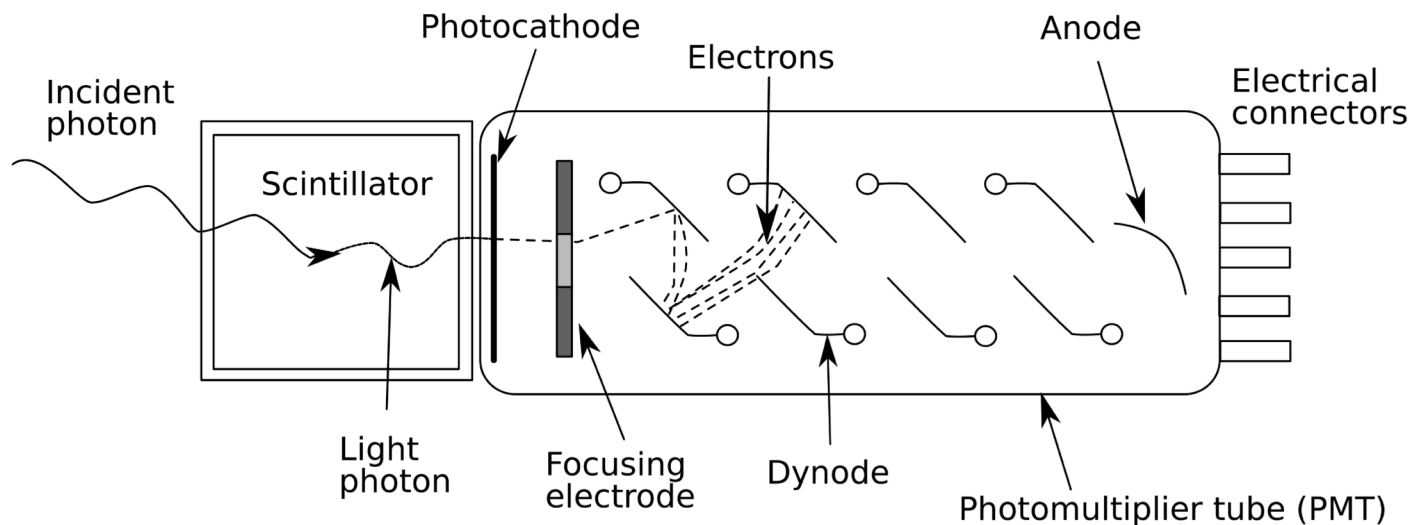 Photocathode
Anode
Electrons
Electrical
connectors
Incident
photon
Scintillator
Light
photon
Focusing
electrode
Dynode
Photomultiplier tube (PMT)